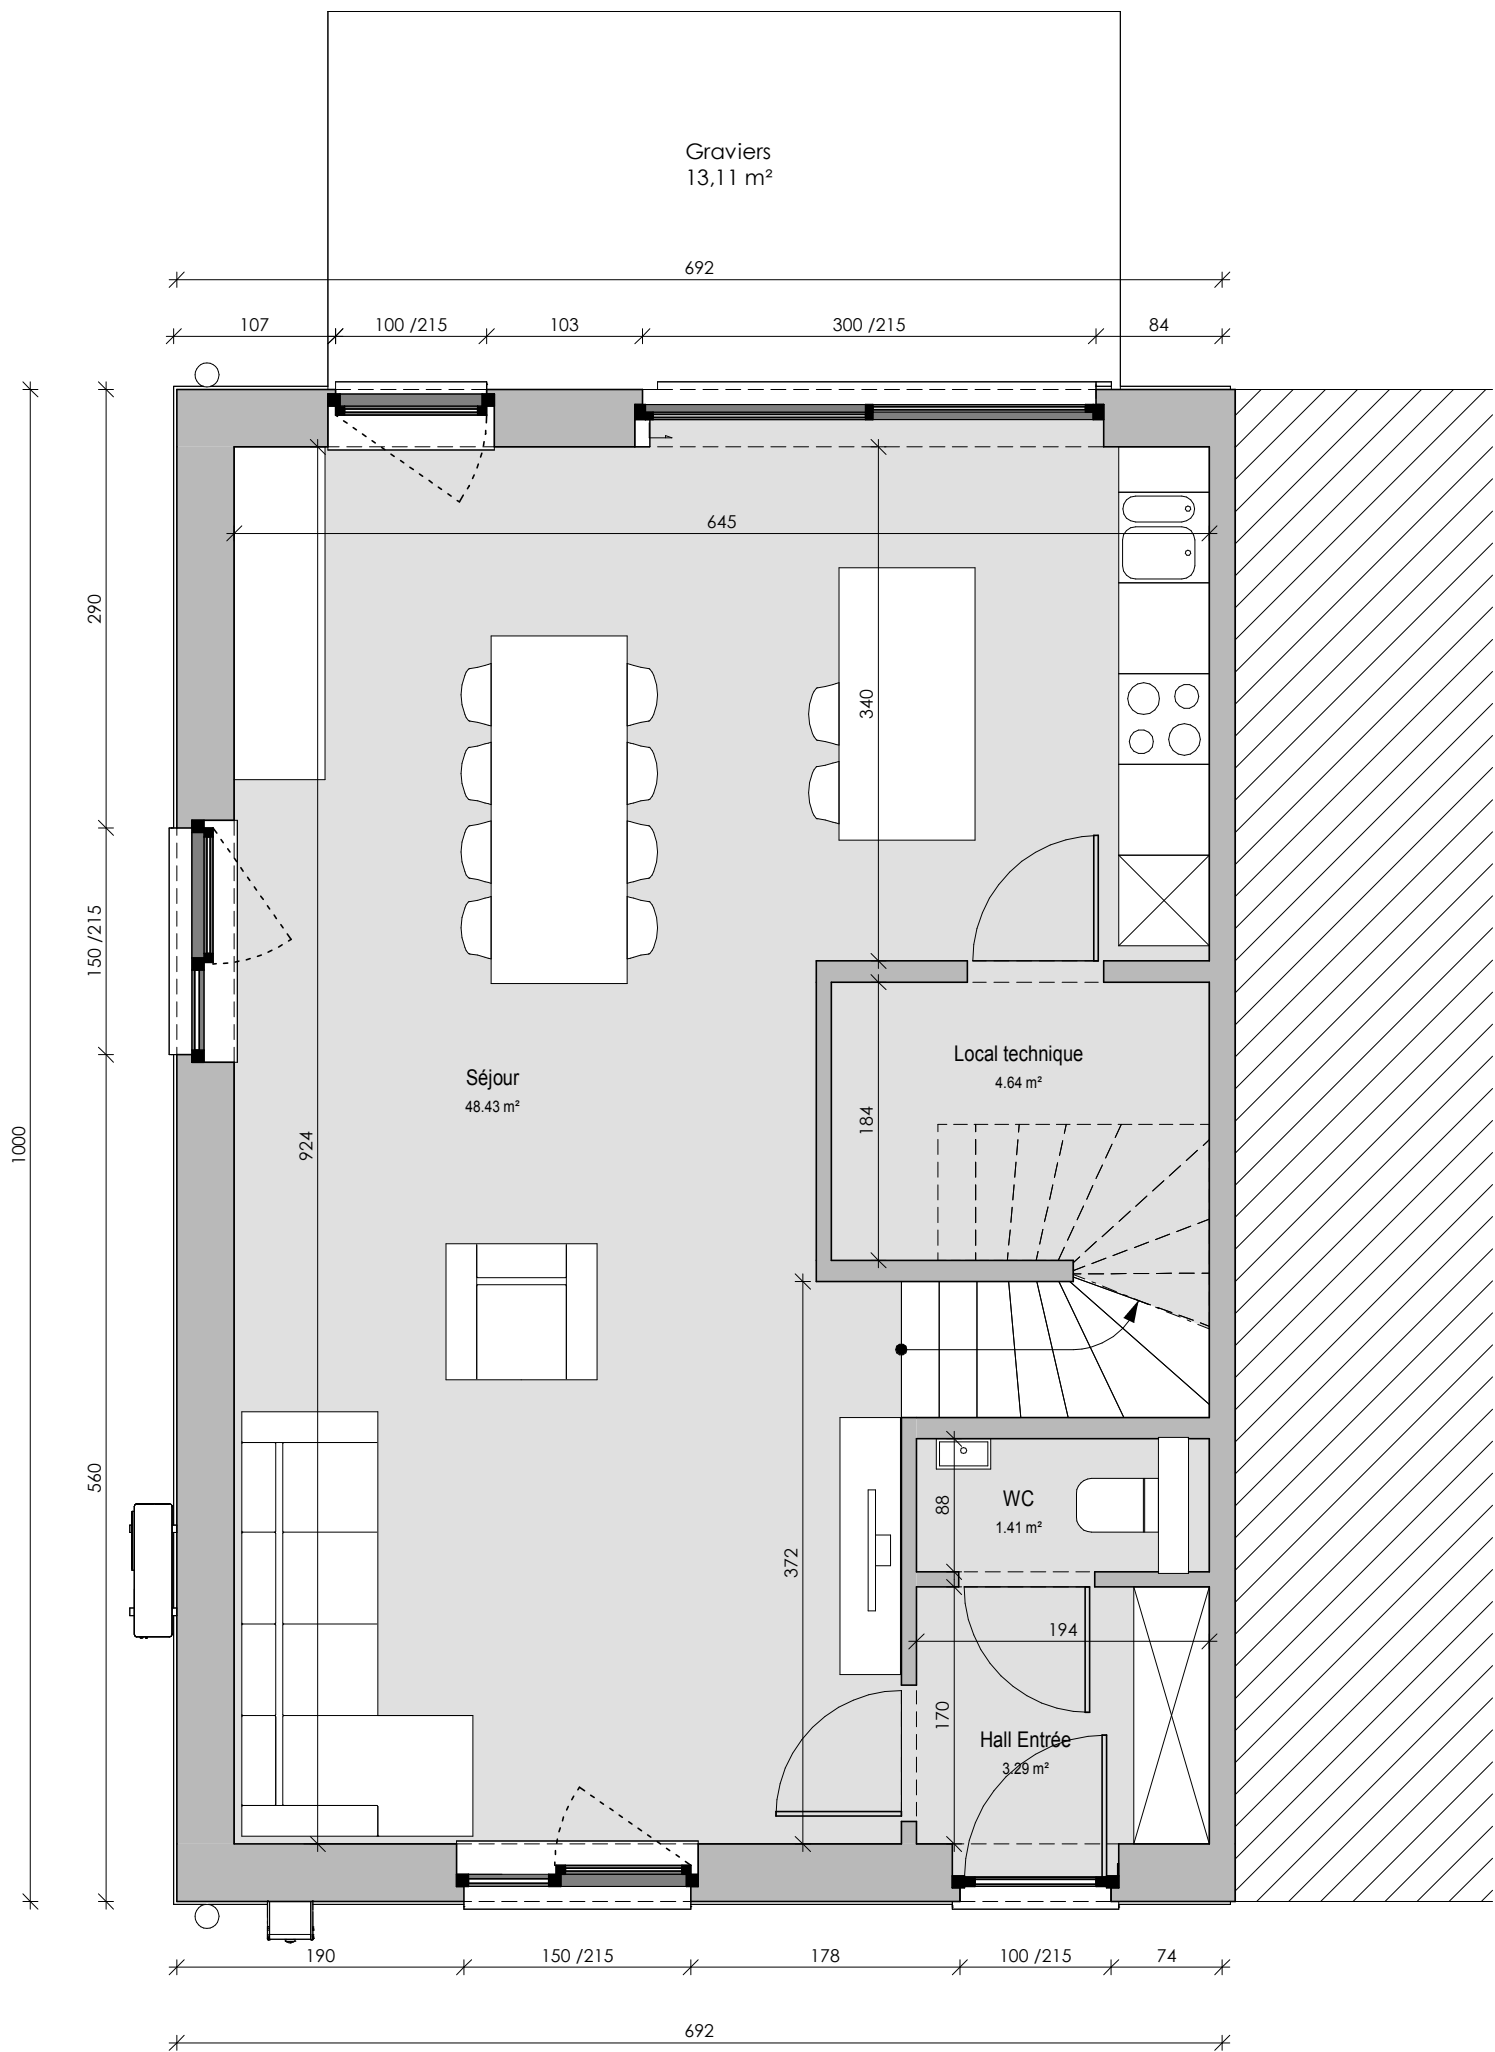 Graviers
13,11 m²
692
107
100 /215
103
300 /215
84
645
290
340
150 /215
Local technique
4.64 m²
Séjour
48.43 m²
184
1000
924
560
WC
1.41 m²
88
372
194
170
Hall Entrée
3.29 m²
190
150 /215
178
100 /215
74
692